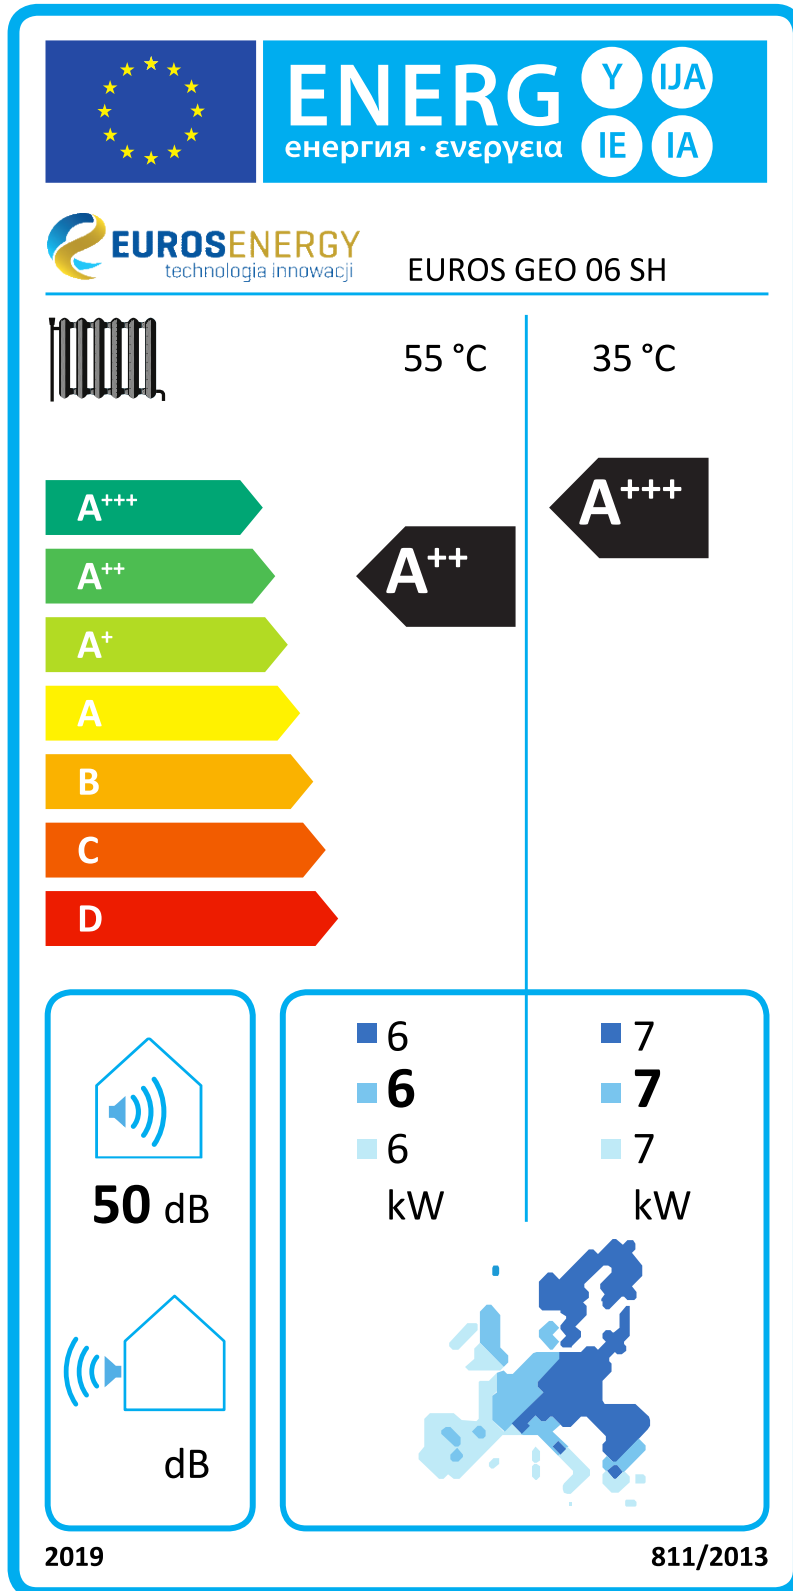 ENERG Y IJA
енергия · ενεργεια IE IA
EUROSENERGY
technologia innowacji
EUROS GEO 06 SH
55 °C 35 °C
A+++
A+++
A++
A++
A+
A
B
C
D
6 7
6 7
6 7
kW kW
50 dB
dB
2019 811/2013